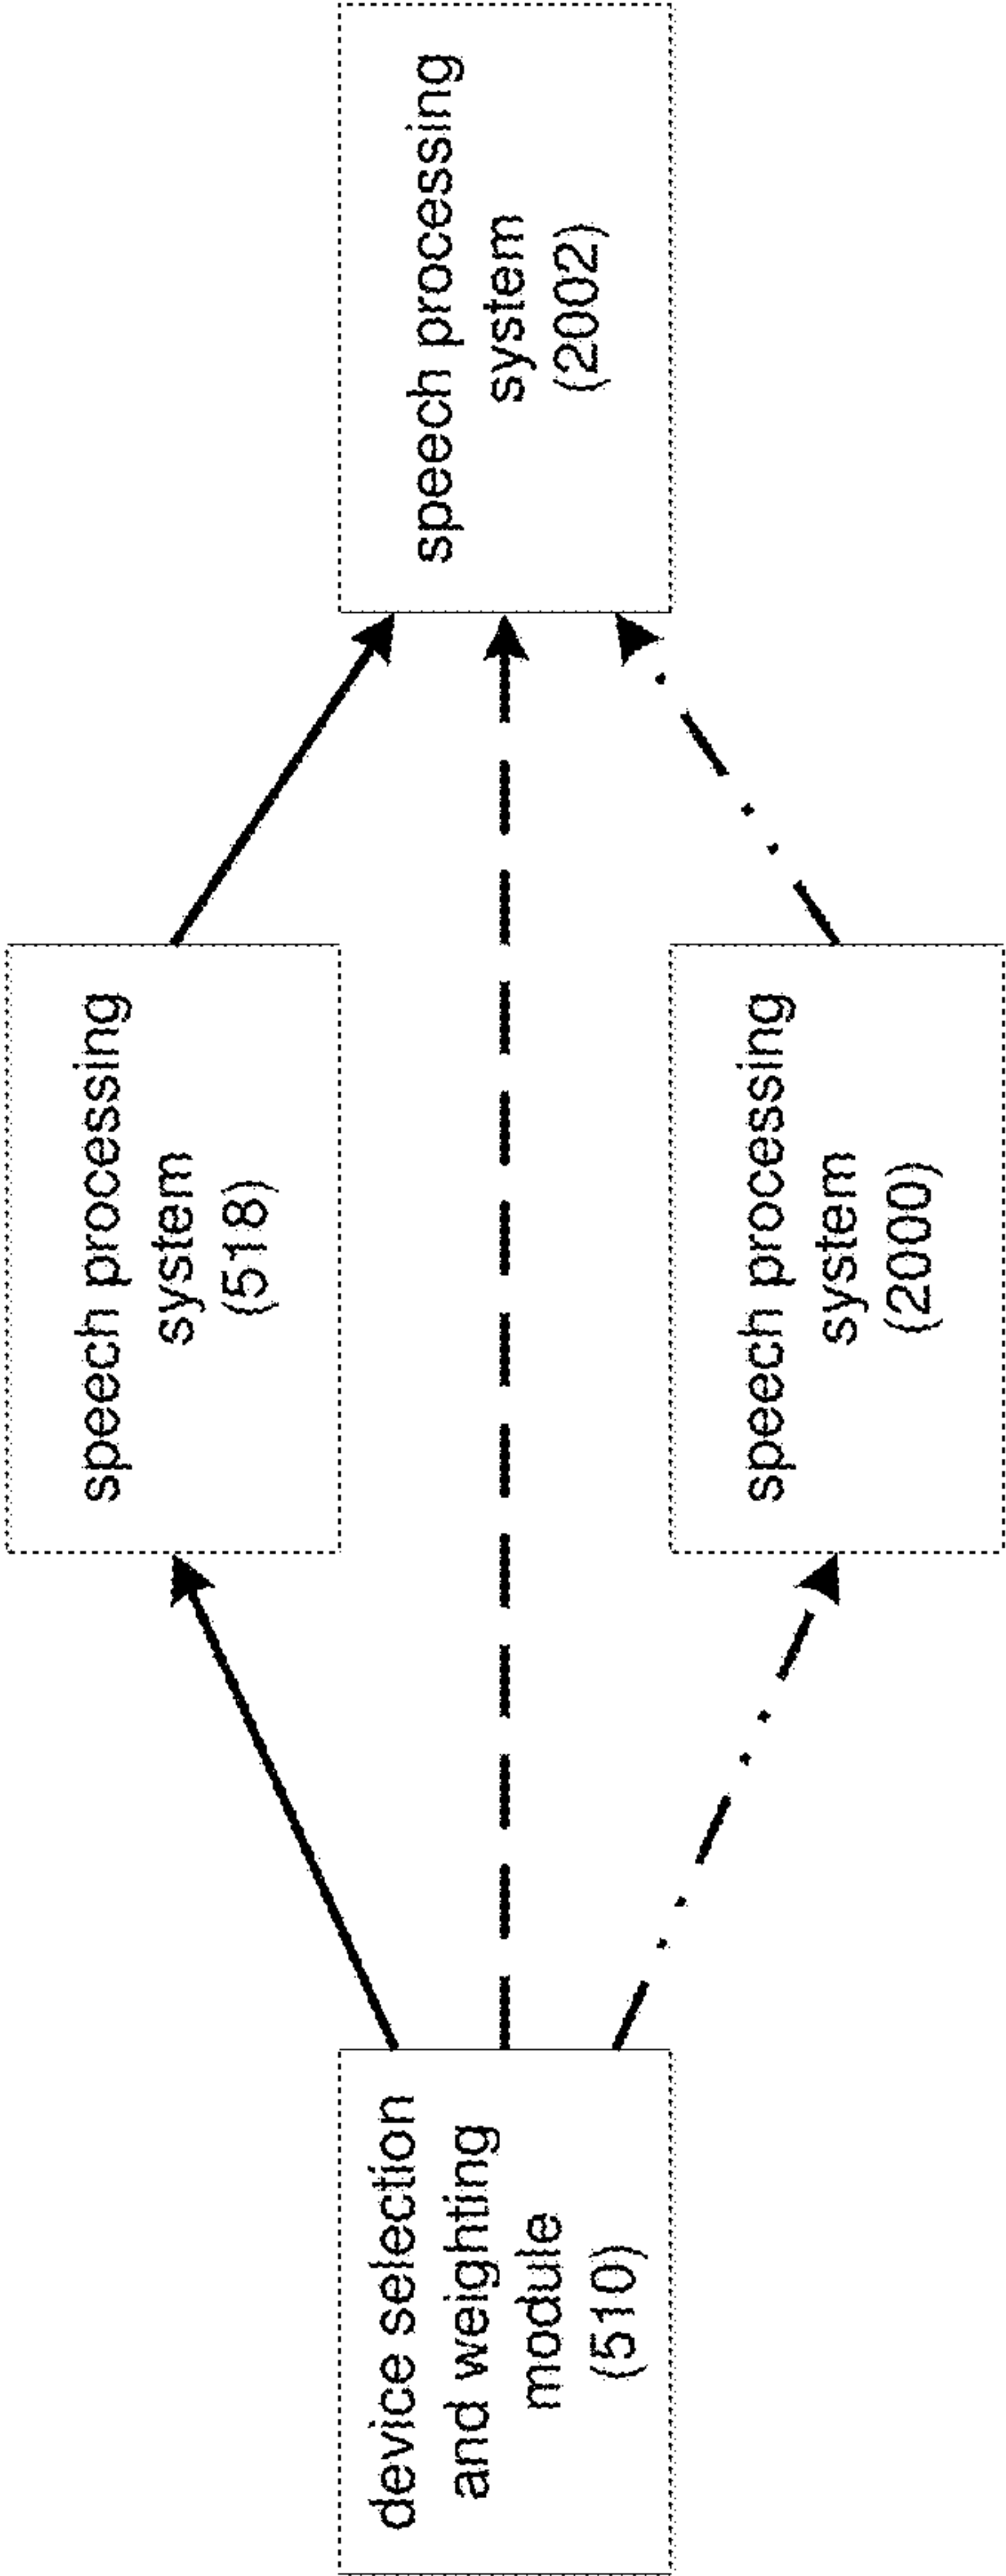 device selection
and weighting
module
(510)
speech processing
system
(518)
speech processing
system
(2000)
speech processing
system
(2002)